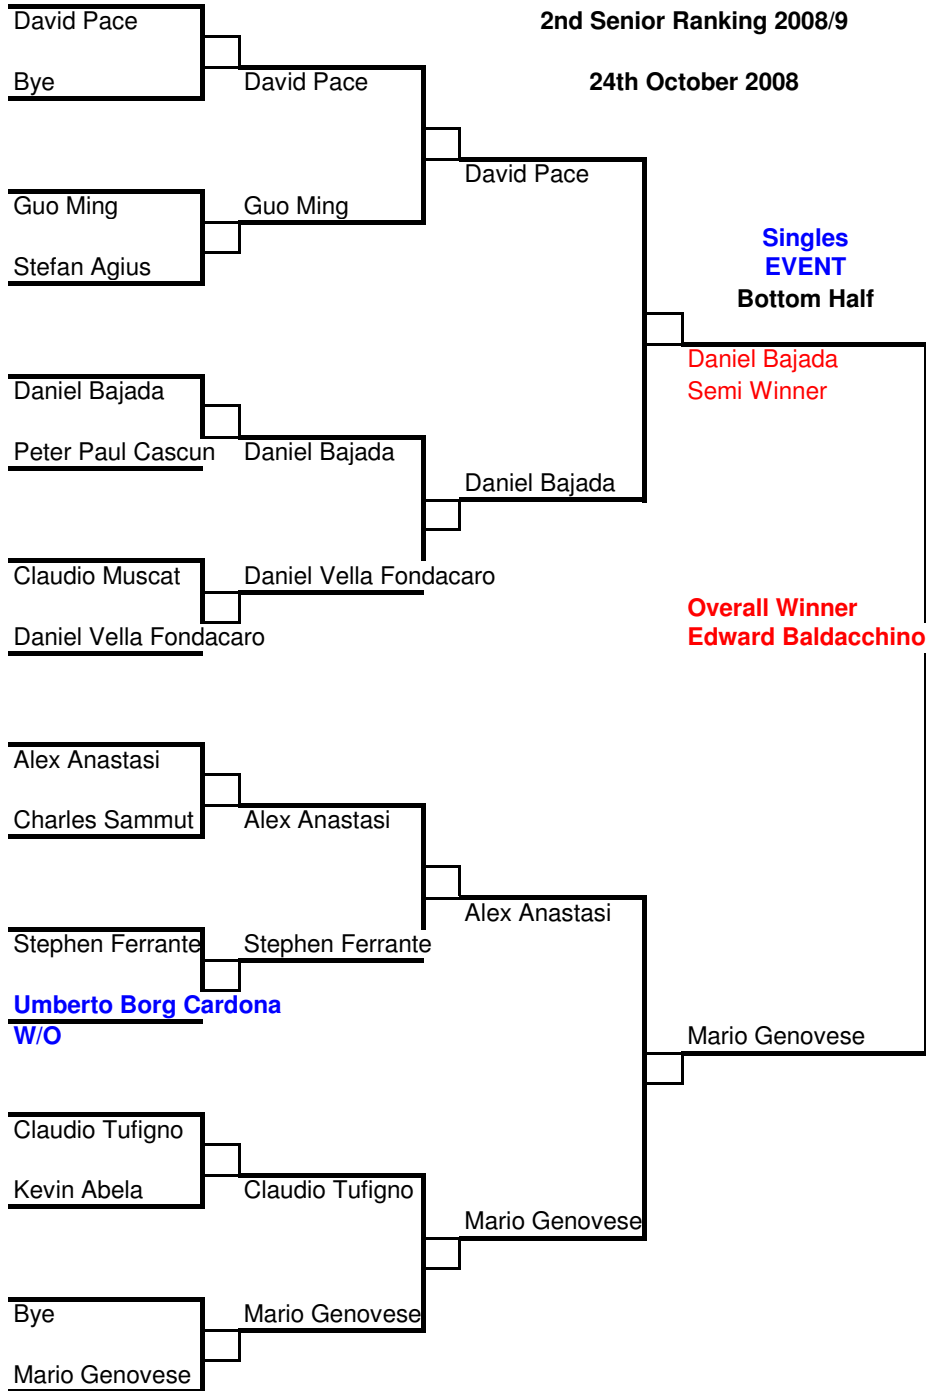 David Pace
2nd Senior Ranking 2008/9
Bye
David Pace
24th October 2008
David Pace
Guo Ming
Guo Ming
Singles
EVENT
Stefan Agius
Bottom Half
Daniel Bajada
Semi Winner
Daniel Bajada
Peter Paul Cascun
Daniel Bajada
Daniel Bajada
Claudio Muscat
Daniel Vella Fondacaro
Daniel Vella Fondacaro
Overall Winner
Edward Baldacchino
Alex Anastasi
Charles Sammut
Alex Anastasi
Alex Anastasi
Stephen Ferrante
Stephen Ferrante
Umberto Borg Cardona
W/O
Mario Genovese
Claudio Tufigno
Kevin Abela
Claudio Tufigno
Mario Genovese
Bye
Mario Genovese
Mario Genovese